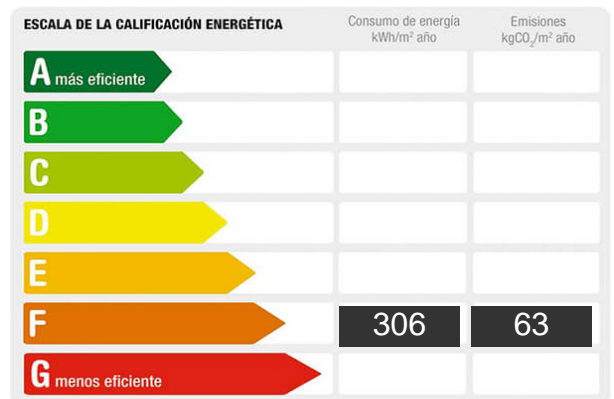 ESCALA DE LA CALIFICACIÓN ENERGÉTICA
Consumo de energía
kWh/m² año
Emisiones
kgCO₂/m² año
A más eficiente
B
C
D
E
F 306 63
G menos eficiente